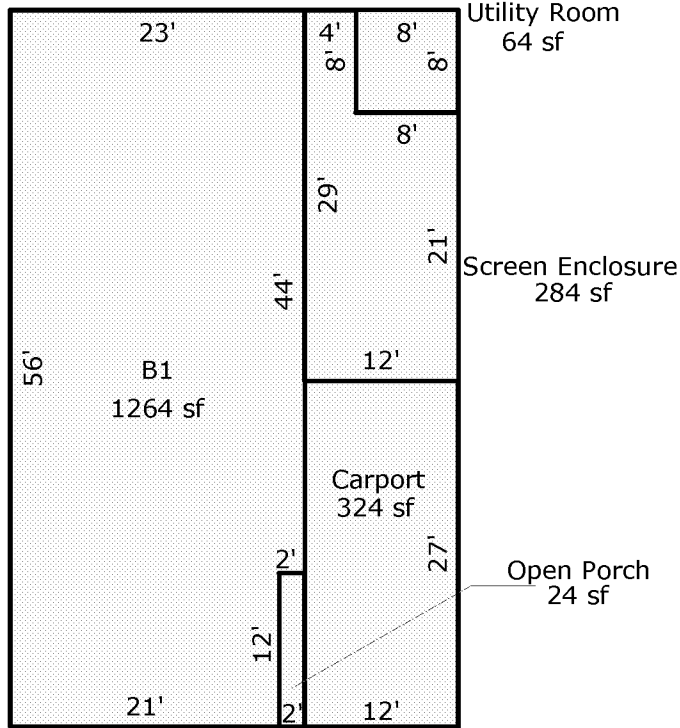 Utility Room
64 sf
23'
4'
8'
8'
8'
8'
29'
21'
Screen Enclosure
284 sf
44'
12'
56'
B1
1264 sf
Carport
324 sf
27'
2'
Open Porch
24 sf
12'
21'
2'
12'